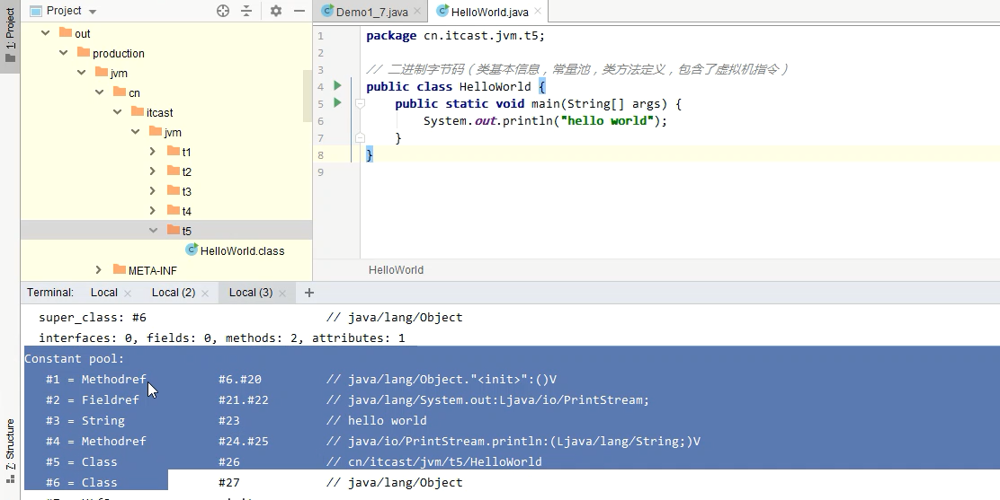 1: Project
Project
Demo1_7.java
HelloWorld.java
out
production
jvm
cn
itcast
jvm
t1
t2
t3
t4
t5
HelloWorld.class
META-INF
1 package cn.itcast.jvm.t5;
2
3 // 二进制字节码（类基本信息，常量池，类方法定义，包含了虚拟机指令）
4 public class HelloWorld {
5 public static void main(String[] args) {
6 System.out.println("hello world");
7 }
8 }
9
HelloWorld
Terminal: Local Local (2) Local (3)
super_class: #6 // java/lang/Object
interfaces: 0, fields: 0, methods: 2, attributes: 1
Constant pool:
#1 = Methodref #6.#20 // java/lang/Object."<init>":()V
#2 = Fieldref #21.#22 // java/lang/System.out:Ljava/io/PrintStream;
#3 = String #23 // hello world
#4 = Methodref #24.#25 // java/io/PrintStream.println:(Ljava/lang/String;)V
#5 = Class #26 // cn/itcast/jvm/t5/HelloWorld
#6 = Class #27 // java/lang/Object
Z: Structure